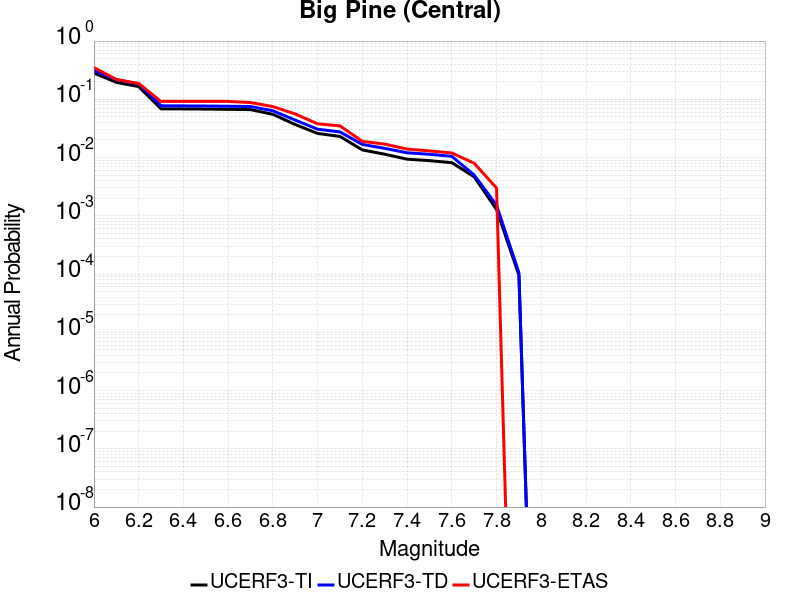 Big Pine (Central)
10^0
10^-1
10^-2
10^-3
10^-4
10^-5
10^-6
10^-7
10^-8
Annual Probability
6 6.2 6.4 6.6 6.8 7 7.2 7.4 7.6 7.8 8 8.2 8.4 8.6 8.8 9
Magnitude
UCERF3-TI UCERF3-TD UCERF3-ETAS